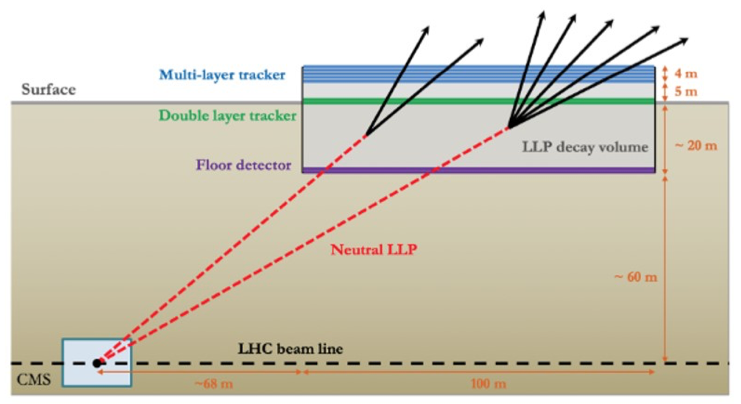 Multi-layer tracker
4 m
Surface
5 m
Double layer tracker
LLP decay volume
~ 20 m
Floor detector
Neutral LLP
~ 60 m
LHC beam line
CMS
~68 m
100 m